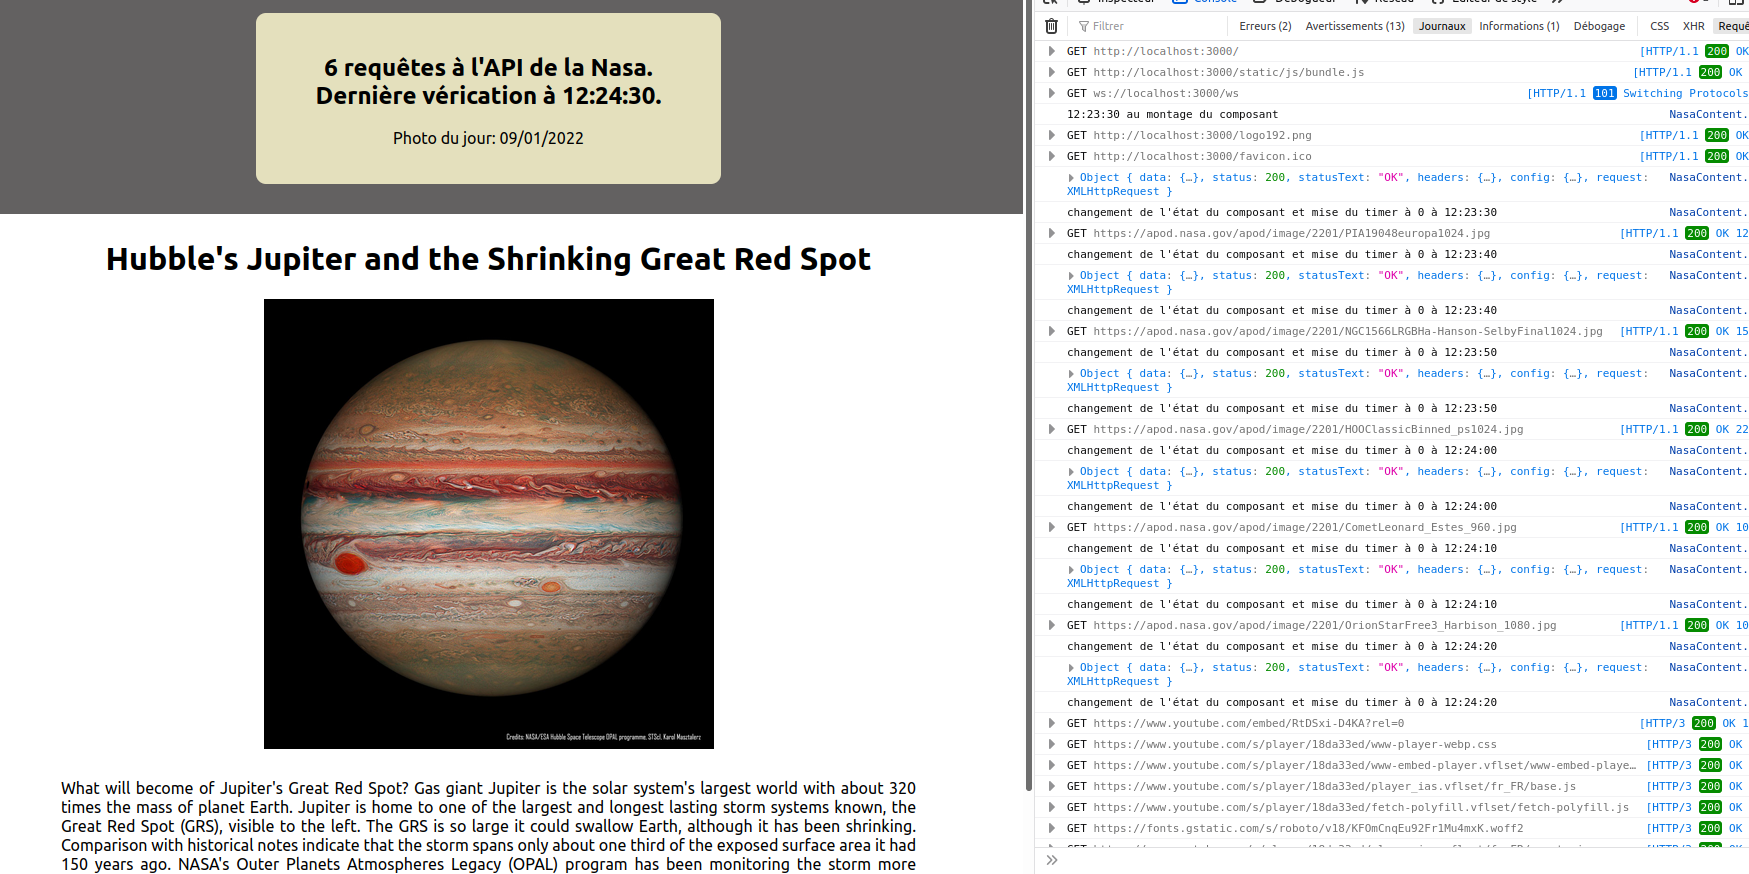 6 requêtes à l'API de la Nasa.
Dernière vérication à 12:24:30.
Photo du jour: 09/01/2022
Hubble's Jupiter and the Shrinking Great Red Spot
Credits: NASA/ESA Hubble Space Telescope OPAL programme, STScI, Karol Masztalerz
What will become of Jupiter's Great Red Spot? Gas giant Jupiter is the solar system's largest world with about 320
times the mass of planet Earth. Jupiter is home to one of the largest and longest lasting storm systems known, the
Great Red Spot (GRS), visible to the left. The GRS is so large it could swallow Earth, although it has been shrinking.
Comparison with historical notes indicate that the storm spans only about one third of the exposed surface area it had
150 years ago. NASA's Outer Planets Atmospheres Legacy (OPAL) program has been monitoring the storm more
Inspecteur Console Débogueur Réseau Éditeur de style
Filtrer Erreurs (2) Avertissements (13) Journaux Informations (1) Débogage CSS XHR Requê
GET http://localhost:3000/ [HTTP/1.1 200 OK
GET http://localhost:3000/static/js/bundle.js [HTTP/1.1 200 OK
GET ws://localhost:3000/ws [HTTP/1.1 101 Switching Protocols
12:23:30 au montage du composant NasaContent.
GET http://localhost:3000/logo192.png [HTTP/1.1 200 OK
GET http://localhost:3000/favicon.ico [HTTP/1.1 200 OK
Object { data: {…}, status: 200, statusText: "OK", headers: {…}, config: {…}, request: NasaContent.
XMLHttpRequest }
changement de l'état du composant et mise du timer à 0 à 12:23:30 NasaContent.
GET https://apod.nasa.gov/apod/image/2201/PIA19048europa1024.jpg [HTTP/1.1 200 OK 12
changement de l'état du composant et mise du timer à 0 à 12:23:40 NasaContent.
Object { data: {…}, status: 200, statusText: "OK", headers: {…}, config: {…}, request: NasaContent.
XMLHttpRequest }
changement de l'état du composant et mise du timer à 0 à 12:23:40 NasaContent.
GET https://apod.nasa.gov/apod/image/2201/NGC1566LRGBHa-Hanson-SelbyFinal1024.jpg [HTTP/1.1 200 OK 15
changement de l'état du composant et mise du timer à 0 à 12:23:50 NasaContent.
Object { data: {…}, status: 200, statusText: "OK", headers: {…}, config: {…}, request: NasaContent.
XMLHttpRequest }
changement de l'état du composant et mise du timer à 0 à 12:23:50 NasaContent.
GET https://apod.nasa.gov/apod/image/2201/HOOClassicBinned_ps1024.jpg [HTTP/1.1 200 OK 22
changement de l'état du composant et mise du timer à 0 à 12:24:00 NasaContent.
Object { data: {…}, status: 200, statusText: "OK", headers: {…}, config: {…}, request: NasaContent.
XMLHttpRequest }
changement de l'état du composant et mise du timer à 0 à 12:24:00 NasaContent.
GET https://apod.nasa.gov/apod/image/2201/CometLeonard_Estes_960.jpg [HTTP/1.1 200 OK 10
changement de l'état du composant et mise du timer à 0 à 12:24:10 NasaContent.
Object { data: {…}, status: 200, statusText: "OK", headers: {…}, config: {…}, request: NasaContent.
XMLHttpRequest }
changement de l'état du composant et mise du timer à 0 à 12:24:10 NasaContent.
GET https://apod.nasa.gov/apod/image/2201/OrionStarFree3_Harbison_1080.jpg [HTTP/1.1 200 OK 10
changement de l'état du composant et mise du timer à 0 à 12:24:20 NasaContent.
Object { data: {…}, status: 200, statusText: "OK", headers: {…}, config: {…}, request: NasaContent.
XMLHttpRequest }
changement de l'état du composant et mise du timer à 0 à 12:24:20 NasaContent.
GET https://www.youtube.com/embed/RtDSxi-D4KA?rel=0 [HTTP/3 200 OK 1
GET https://www.youtube.com/s/player/18da33ed/www-player-webp.css [HTTP/3 200 OK
GET https://www.youtube.com/s/player/18da33ed/www-embed-player.vflset/www-embed-playe… [HTTP/3 200 OK
GET https://www.youtube.com/s/player/18da33ed/player_ias.vflset/fr_FR/base.js [HTTP/3 200 OK
GET https://www.youtube.com/s/player/18da33ed/fetch-polyfill.vflset/fetch-polyfill.js [HTTP/3 200 OK
GET https://fonts.gstatic.com/s/roboto/v18/KFOmCnqEu92Fr1Mu4mxK.woff2 [HTTP/3 200 OK